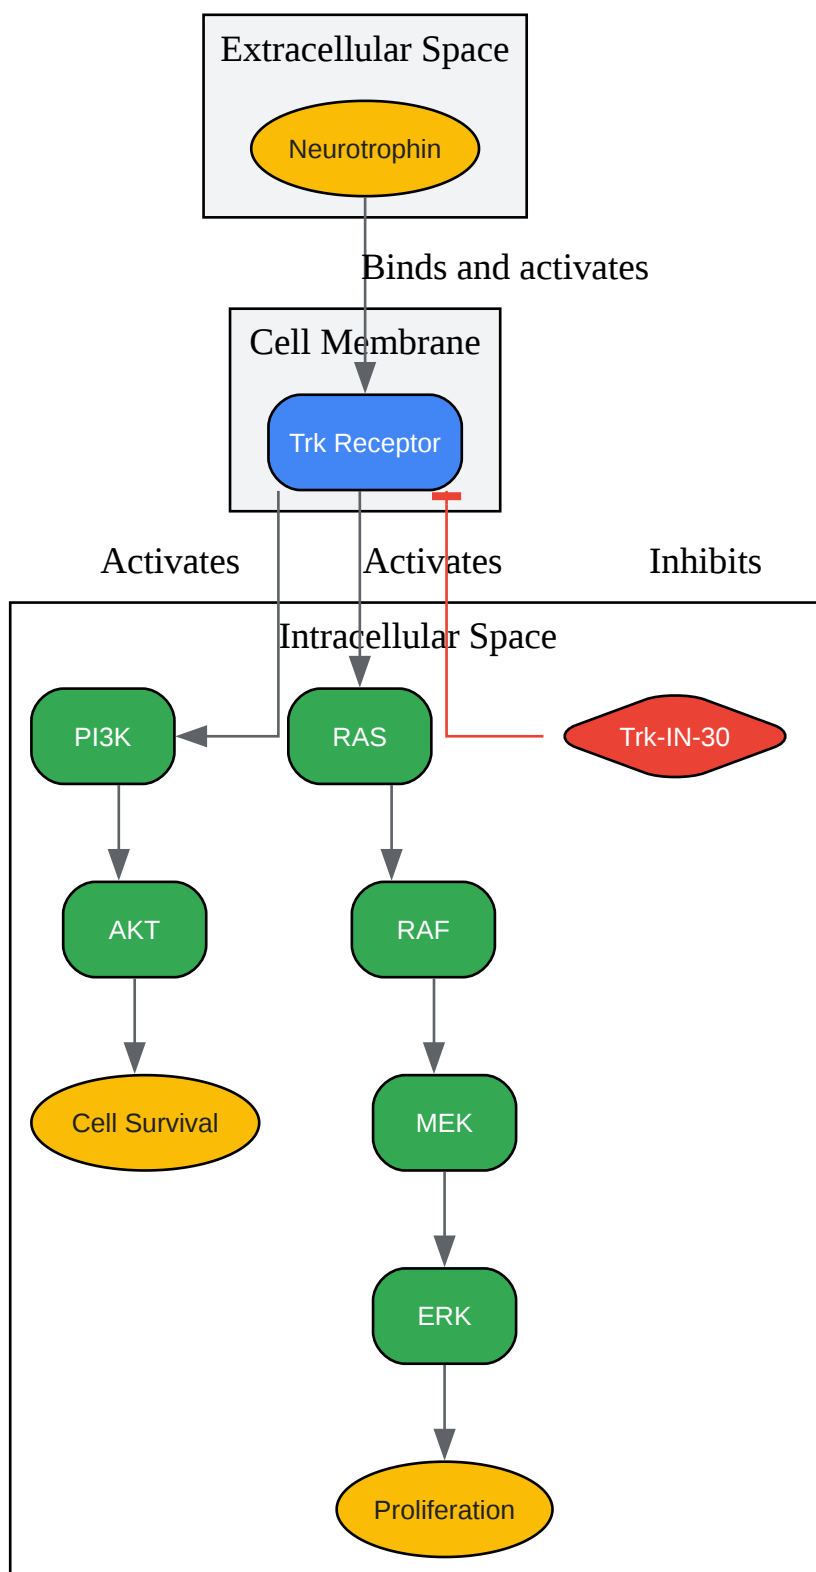 Extracellular Space
Neurotrophin
Binds and activates
Cell Membrane
Trk Receptor
Activates
Activates
Inhibits
Intracellular Space
PI3K
RAS
Trk-IN-30
AKT
RAF
Cell Survival
MEK
ERK
Proliferation